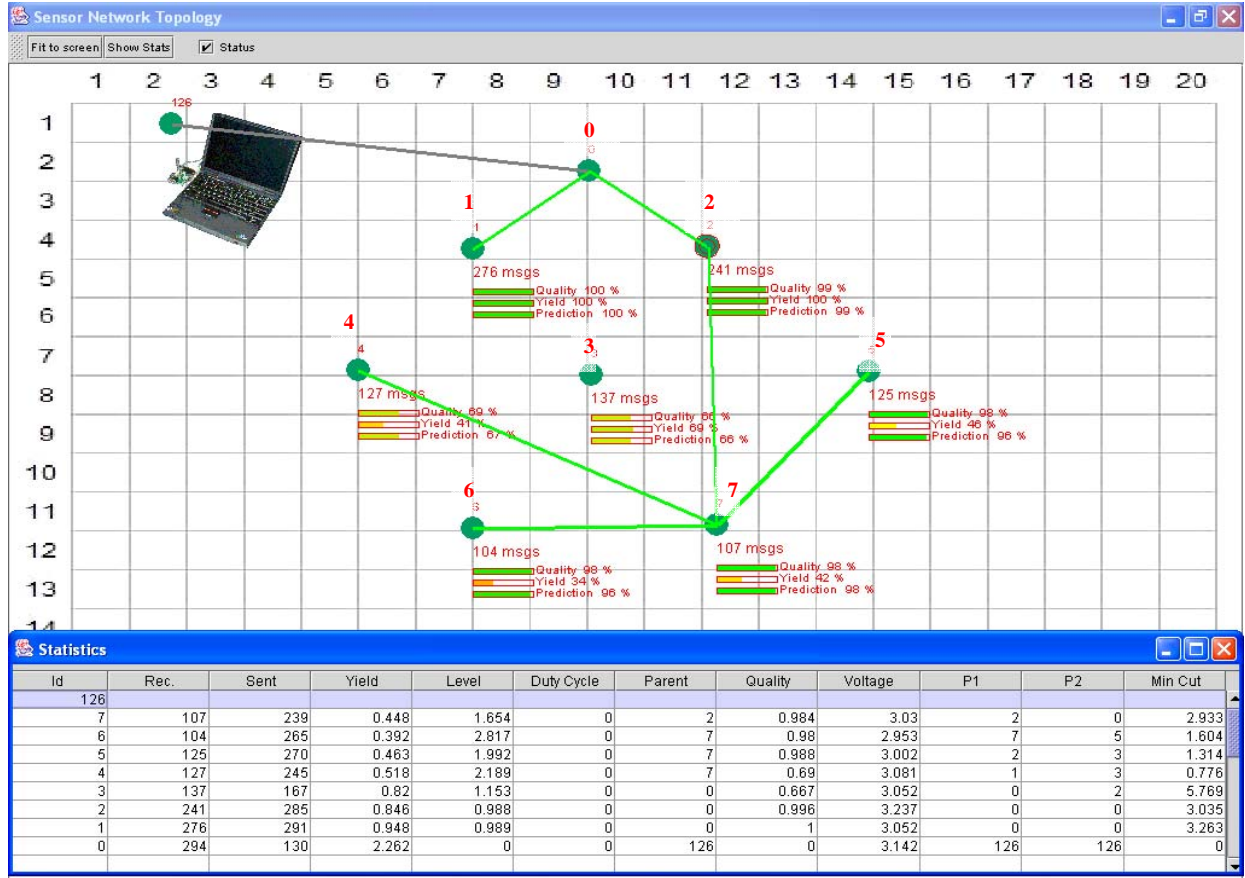 Sensor Network Topology
Fit to screen Show Stats Status
1 2 3 4 5 6 7 8 9 10 11 12 13 14 15 16 17 18 19 20
1
2
3
4
5
6
7
8
9
10
11
12
13
14
126
0
0
1
1
276 msgs
Quality 100 %
Yield 100 %
Prediction 100 %
2
2
241 msgs
Quality 99 %
Yield 100 %
Prediction 99 %
4
4
127 msgs
Quality 69 %
Yield 41 %
Prediction 67 %
3
3
137 msgs
Quality 66 %
Yield 69 %
Prediction 66 %
5
5
125 msgs
Quality 98 %
Yield 46 %
Prediction 96 %
6
6
104 msgs
Quality 98 %
Yield 34 %
Prediction 96 %
7
7
107 msgs
Quality 98 %
Yield 42 %
Prediction 98 %
Statistics
Id Rec. Sent Yield Level Duty Cycle Parent Quality Voltage P1 P2 Min Cut
126
7 107 239 0.448 1.654 0 2 0.984 3.03 2 0 2.933
6 104 265 0.392 2.817 0 7 0.98 2.953 7 5 1.604
5 125 270 0.463 1.992 0 7 0.988 3.002 2 3 1.314
4 127 245 0.518 2.189 0 7 0.69 3.081 1 3 0.776
3 137 167 0.82 1.153 0 0 0.667 3.052 0 2 5.769
2 241 285 0.846 0.988 0 0 0.996 3.237 0 0 3.035
1 276 291 0.948 0.989 0 0 1 3.052 0 0 3.263
0 294 130 2.262 0 0 126 0 3.142 126 126 0